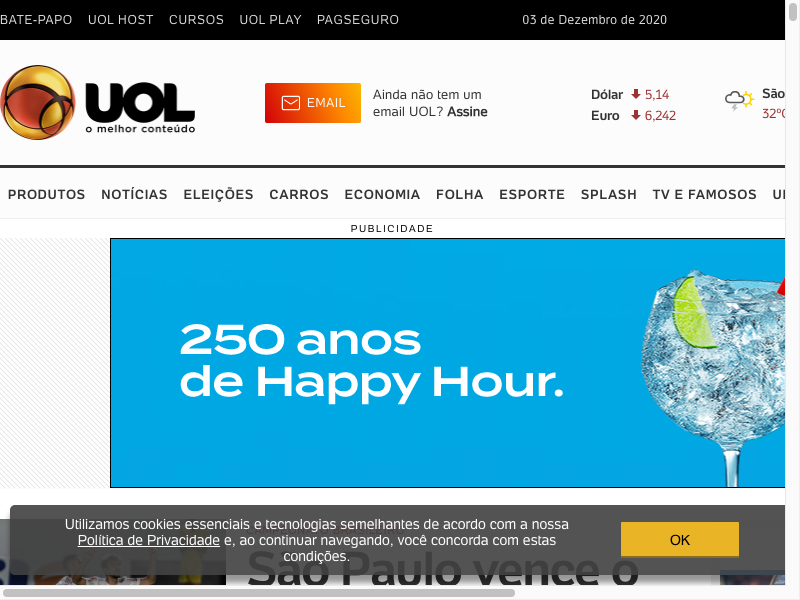 BATE-PAPO UOL HOST CURSOS UOL PLAY PAGSEGURO 03 de Dezembro de 2020
UOL
o melhor conteúdo
EMAIL
Ainda não tem um
email UOL? Assine
Dólar 5,14
Euro 6,242
São
32º
PRODUTOS NOTÍCIAS ELEIÇÕES CARROS ECONOMIA FOLHA ESPORTE SPLASH TV E FAMOSOS
PUBLICIDADE
250 anos
de Happy Hour.
Utilizamos cookies essenciais e tecnologias semelhantes de acordo com a nossa
Política de Privacidade e, ao continuar navegando, você concorda com estas
condições.
OK
São Paulo vence o